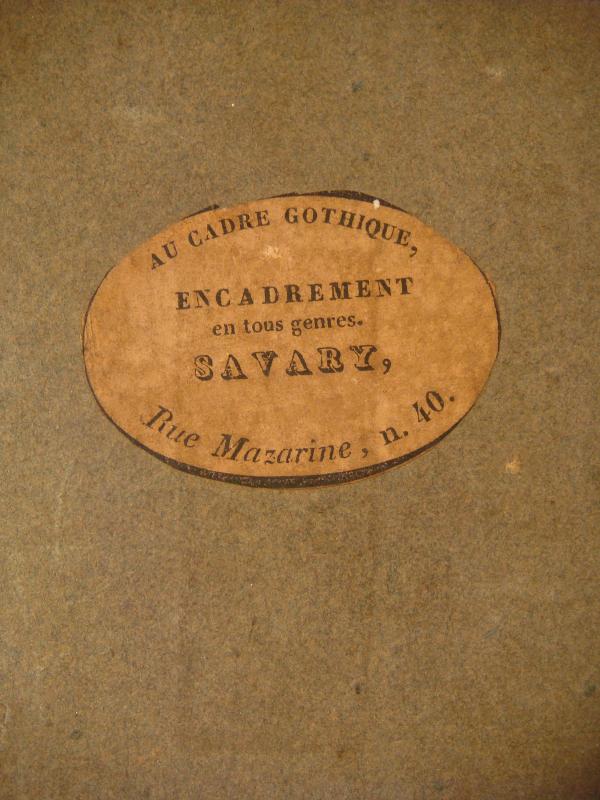 AU CADRE GOTHIQUE,
ENCADREMENT
en tous genres.
SAVARY,
Rue Mazarine, n. 40.